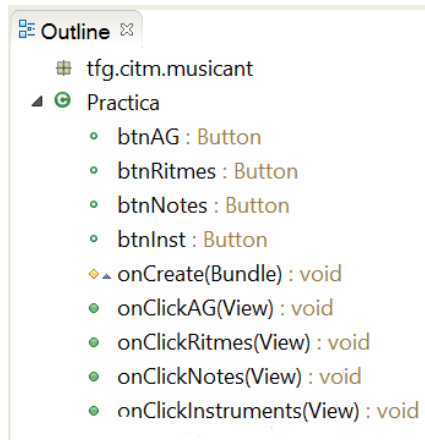 Outline
tfg.citm.musicant
Practica
btnAG : Button
btnRitmes : Button
btnNotes : Button
btnInst : Button
onCreate(Bundle) : void
onClickAG(View) : void
onClickRitmes(View) : void
onClickNotes(View) : void
onClickInstruments(View) : void